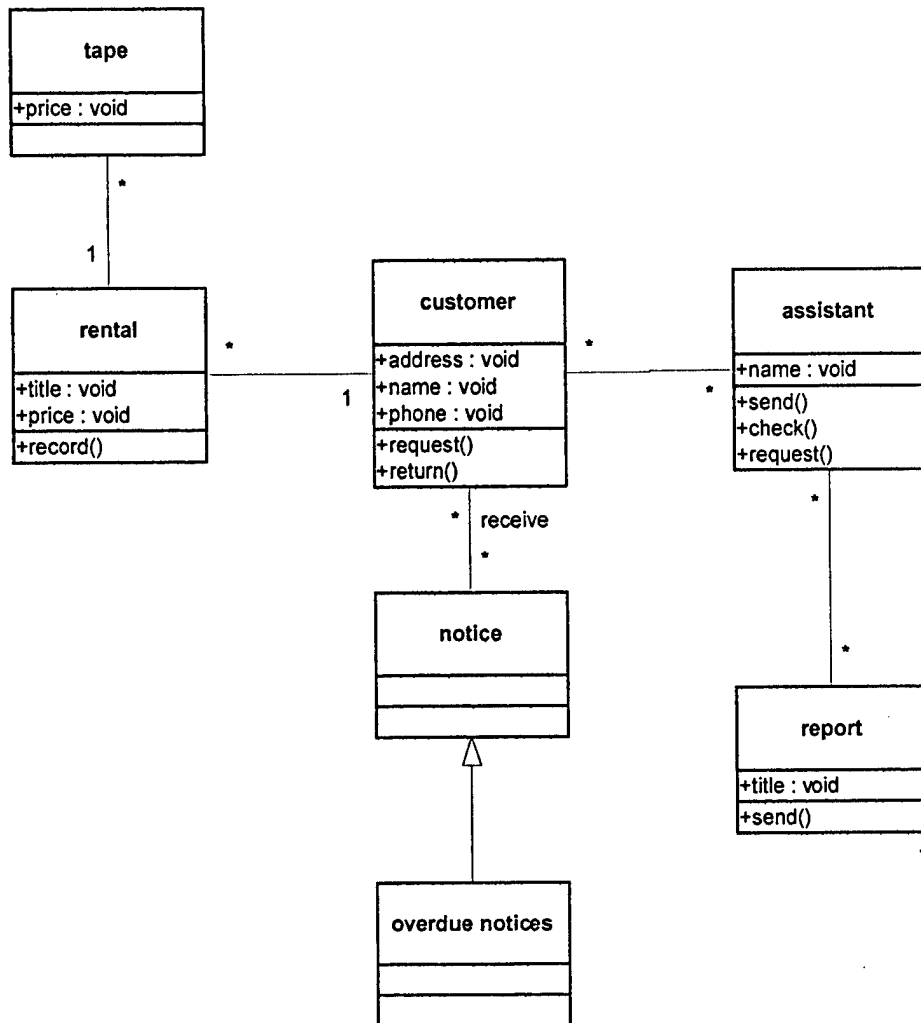 tape
+price : void
*
1
rental
+title : void
+price : void
+record()
*
1
customer
+address : void
+name : void
+phone : void
+request()
+return()
*
*
assistant
+name : void
+send()
+check()
+request()
* receive
*
notice
overdue notices
*
*
report
+title : void
+send()